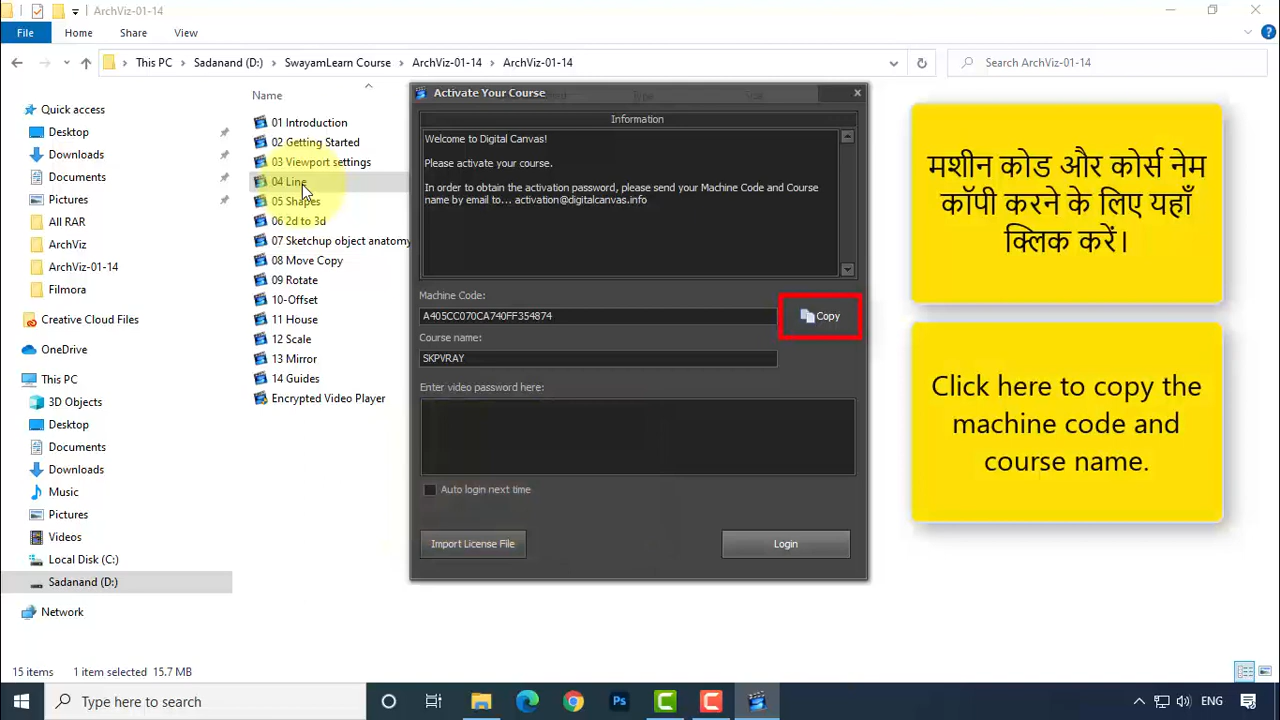 ArchViz-01-14
File
Home
Share
View
This PC
Sadanand (D:)
SwayamLearn Course
ArchViz-01-14
ArchViz-01-14
Search ArchViz-01-14
Quick access
Desktop
Downloads
Documents
Pictures
All RAR
ArchViz
ArchViz-01-14
Filmora
Creative Cloud Files
OneDrive
This PC
3D Objects
Desktop
Documents
Downloads
Music
Pictures
Videos
Local Disk (C:)
Sadanand (D:)
Network
Name
01 Introduction
02 Getting Started
03 Viewport settings
04 Line
05 Shapes
06 2d to 3d
07 Sketchup object anatomy
08 Move Copy
09 Rotate
10-Offset
11 House
12 Scale
13 Mirror
14 Guides
Encrypted Video Player
Activate Your Course
Information
Welcome to Digital Canvas!
Please activate your course.
In order to obtain the activation password, please send your Machine Code and Course
name by email to... activation@digitalcanvas.info
Machine Code:
A405CC070CA740FF354874
Copy
Course name:
SKPVRAY
Enter video password here:
Auto login next time
Import License File
Login
मशीन कोड और कोर्स नेम
कॉपी करने के लिए यहाँ
क्लिक करें।
Click here to copy the
machine code and
course name.
15 items
1 item selected
15.7 MB
Type here to search
Ps
ENG